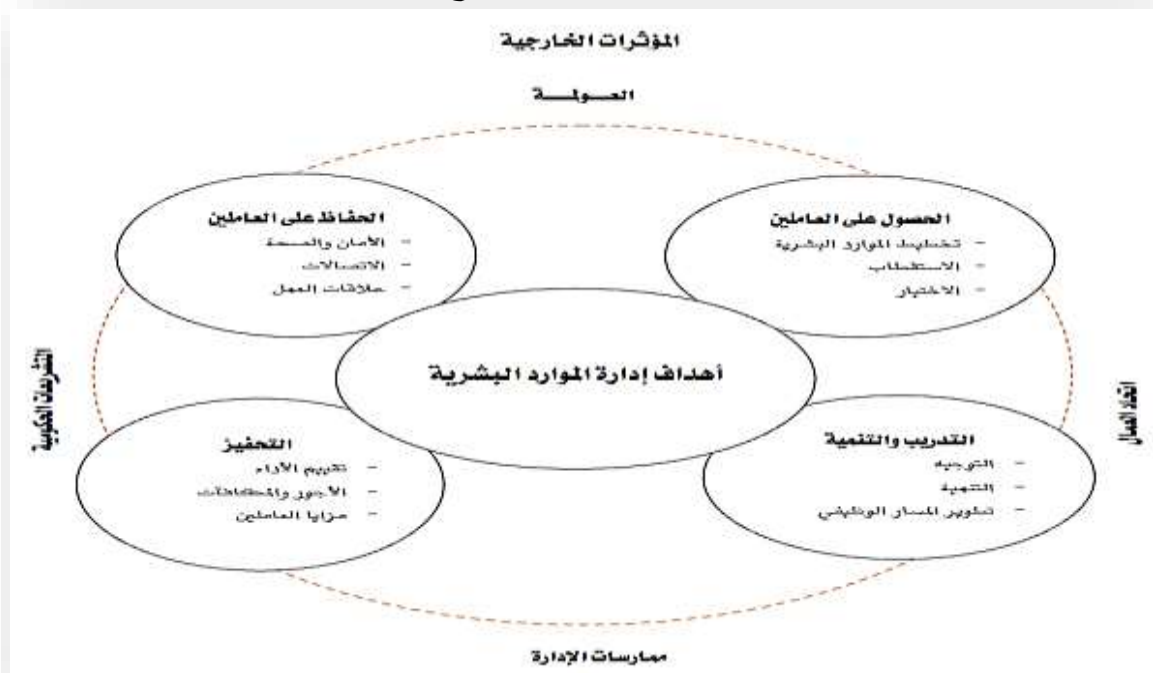 المؤثرات الخارجية
العولمة
الحصول على العاملين
- تخطيط الموارد البشرية
- الاستقطاب
- الاختيار
الحفاظ على العاملين
- الأمان والصحة
- الاتصالات
- علاقات العمل
أهداف إدارة الموارد البشرية
اتحاد العمال
التشريعات الحكومية
التدريب والتنمية
- التوجيه
- التنمية
- تطوير المسار الوظيفي
التحفيز
- تقييم الأداء
- الأجور والمكافآت
- مزايا العاملين
ممارسات الإدارة